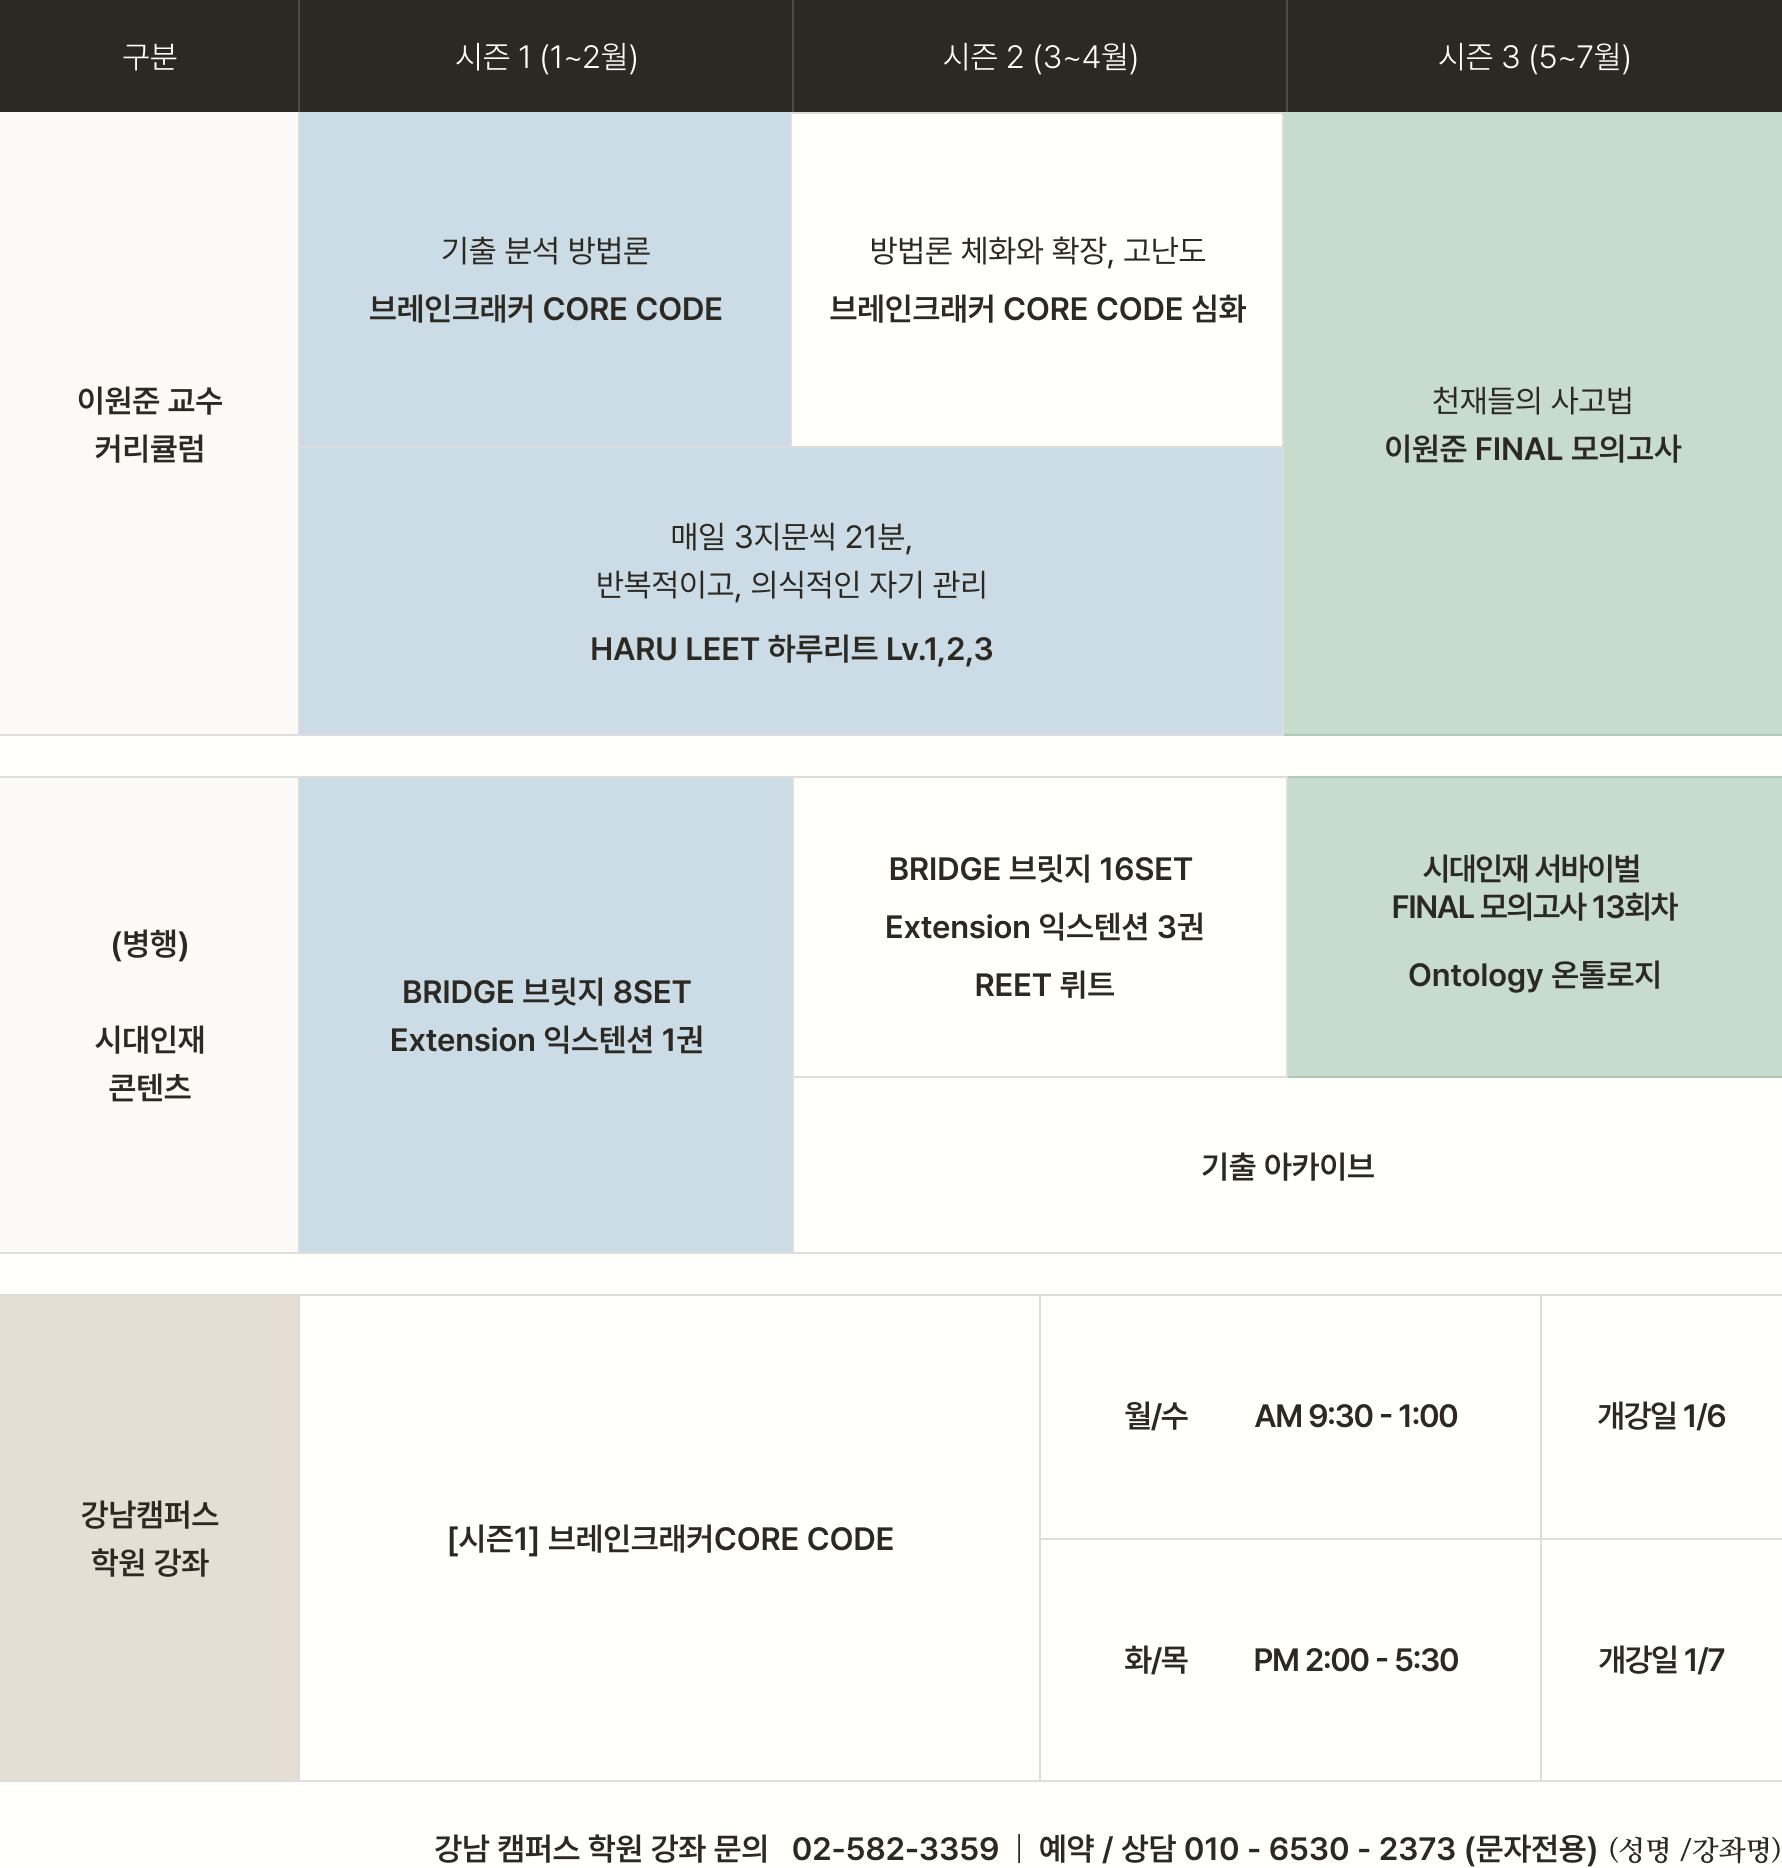 구분
시즌 1 (1~2월)
시즌 2 (3~4월)
시즌 3 (5~7월)
이원준 교수
커리큘럼
기출 분석 방법론
브레인크래커 CORE CODE
방법론 체화와 확장, 고난도
브레인크래커 CORE CODE 심화
천재들의 사고법
이원준 FINAL 모의고사
매일 3지문씩 21분,
반복적이고, 의식적인 자기 관리
HARU LEET 하루리트 Lv.1,2,3
(병행)
시대인재
콘텐츠
BRIDGE 브릿지 8SET
Extension 익스텐션 1권
BRIDGE 브릿지 16SET
Extension 익스텐션 3권
REET 뤼트
시대인재 서바이벌
FINAL 모의고사 13회차
Ontology 온톨로지
기출 아카이브
강남캠퍼스
학원 강좌
[시즌1] 브레인크래커CORE CODE
월/수 AM 9:30 - 1:00 개강일 1/6
화/목 PM 2:00 - 5:30 개강일 1/7
강남 캠퍼스 학원 강좌 문의 02-582-3359 | 예약 / 상담 010 - 6530 - 2373 (문자전용) (성명 /강좌명)